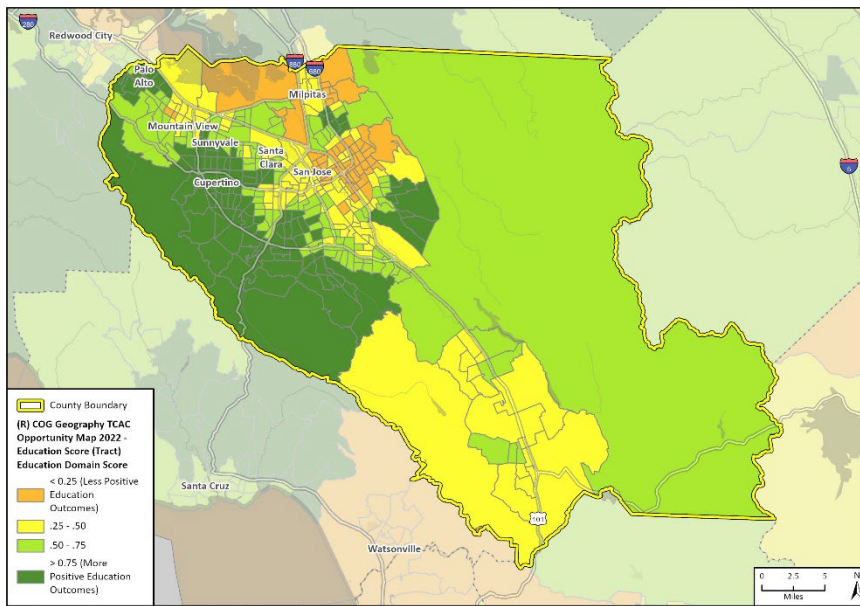 280
Redwood City
880
680
Palo
Alto
Milpitas
Mountain View
Sunnyvale
Santa
Clara
San Jose
Cupertino
6
County Boundary
(R) COG Geography TCAC
Opportunity Map 2022 -
Education Score (Tract)
Education Domain Score
< 0.25 (Less Positive
Education
Outcomes)
.25 - .50
.50 - .75
> 0.75 (More
Positive Education
Outcomes)
Santa Cruz
Watsonville
101
0 2.5 5
Miles
N